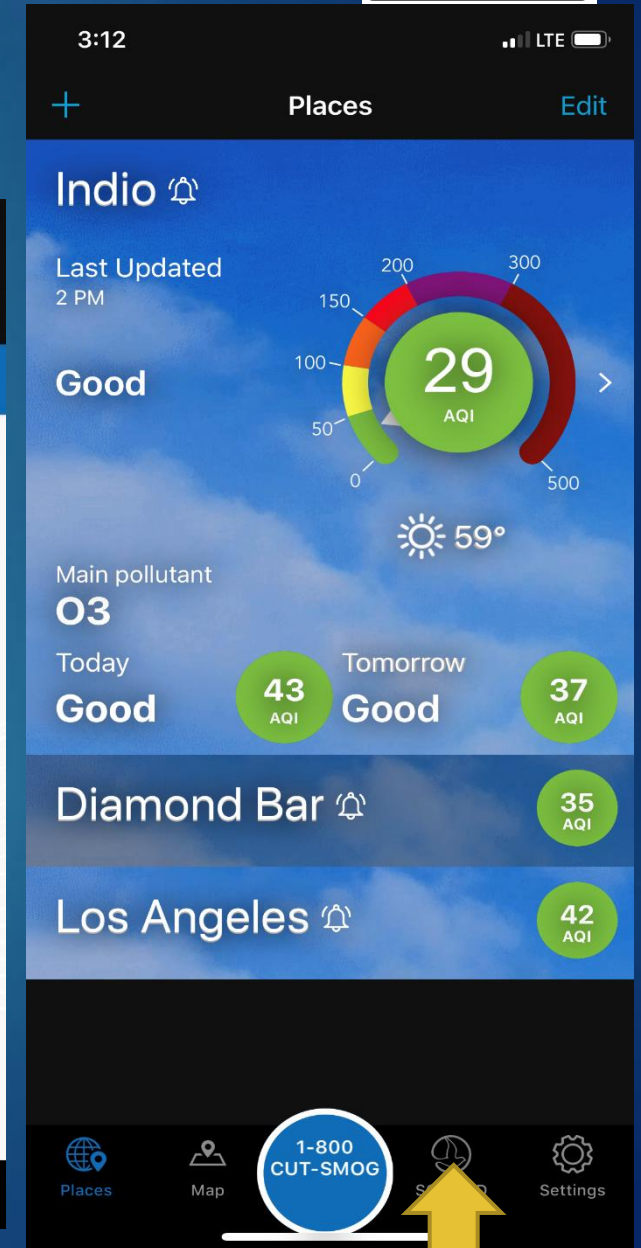 3:12
LTE
Places
Edit
Indio
Last Updated
2 PM
Good
0
50
100
150
200
300
500
29
AQI
59°
Main pollutant
O3
Today
Good
43
AQI
Tomorrow
Good
37
AQI
Diamond Bar
35
AQI
Los Angeles
42
AQI
Places
Map
1-800
CUT-SMOG
Settings